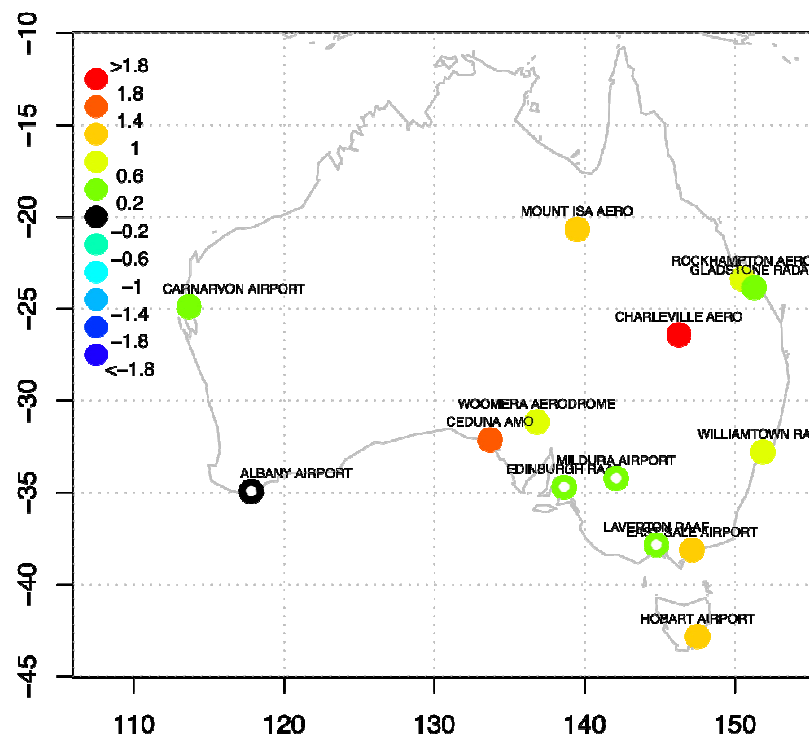 −10
−15
−20
−25
−30
−35
−40
−45
>1.8
1.8
1.4
1
0.6
0.2
−0.2
−0.6
−1
−1.4
−1.8
<−1.8
MOUNT ISA AERO
ROCKHAMPTON AERO
GLADSTONE RADA
CARNARVON AIRPORT
CHARLEVILLE AERO
WOOMERA AERODROME
CEDUNA AMO
WILLIAMTOWN RA
MILDURA AIRPORT
EDINBURGH RAAF
ALBANY AIRPORT
LAVERTON RAAF
EAST SALE AIRPORT
HOBART AIRPORT
110 120 130 140 150